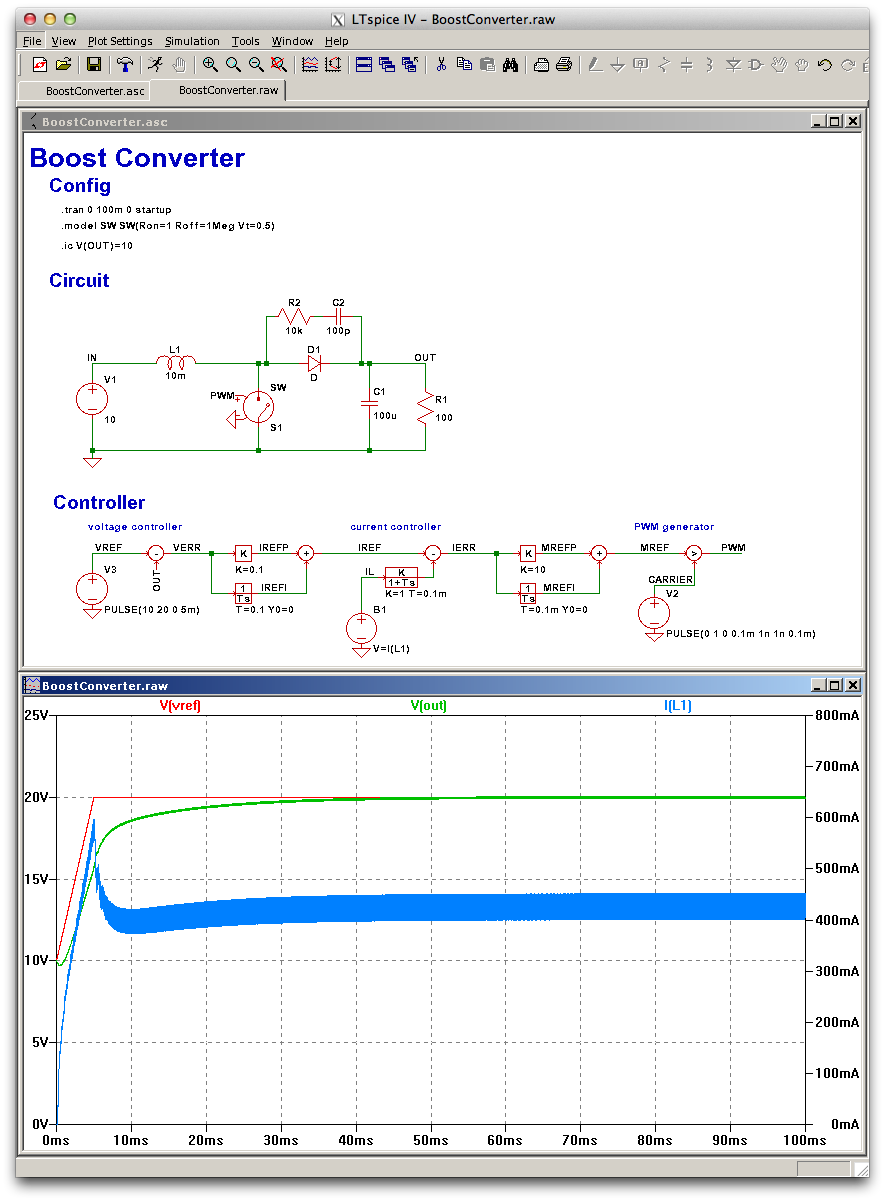 LTspice IV – BoostConverter.raw
File View Plot Settings Simulation Tools Window Help
BoostConverter.asc BoostConverter.raw
BoostConverter.asc
Boost Converter
Config
.tran 0 100m 0 startup
.model SW SW(Ron=1 Roff=1Meg Vt=0.5)
.ic V(OUT)=10
Circuit
R2 C2
10k 100p
IN L1 D1 OUT
10m D
V1 PWM SW C1 R1
10 S1 100u 100
Controller
voltage controller current controller PWM generator
VREF - VERR K IREFP + IREF - IERR K MREFP + MREF > PWM
V3 OUT K=0.1 IL K K=10 CARRIER
1+Ts
1 IREFI K=1 T=0.1m 1 MREFI V2
Ts Ts
PULSE(10 20 0 5m) T=0.1 Y0=0 B1 T=0.1m Y0=0
PULSE(0 1 0 0.1m 1n 1n 0.1m)
V=I(L1)
BoostConverter.raw
V(vref) V(out) I(L1)
25V 800mA
700mA
20V
600mA
15V 500mA
400mA
10V
300mA
5V 200mA
100mA
0V 0mA
0ms 10ms 20ms 30ms 40ms 50ms 60ms 70ms 80ms 90ms 100ms